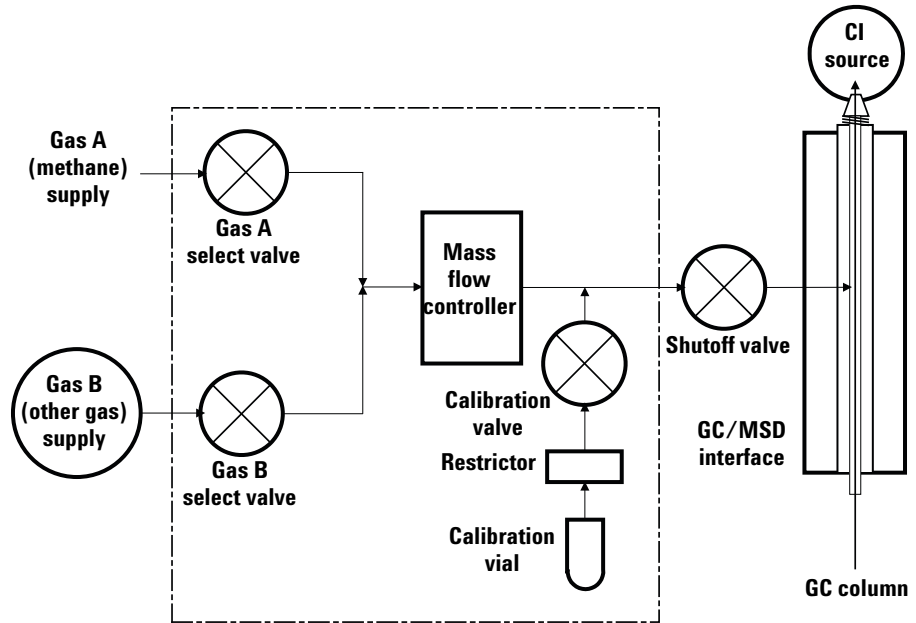 CI
source
Gas A
(methane)
supply
Gas A
select valve
Mass
flow
controller
Shutoff valve
Gas B
(other gas)
supply
Gas B
select valve
Calibration
valve
Restrictor
Calibration
vial
GC/MSD
interface
GC column